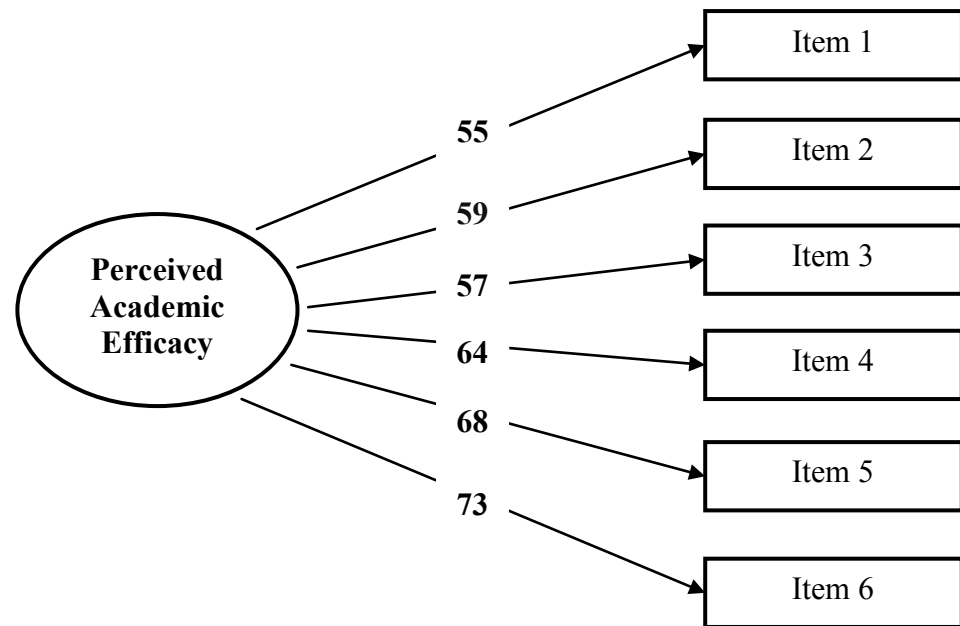 Item 1
55
Item 2
59
Perceived
Academic
Efficacy
57
Item 3
64
Item 4
68
Item 5
73
Item 6